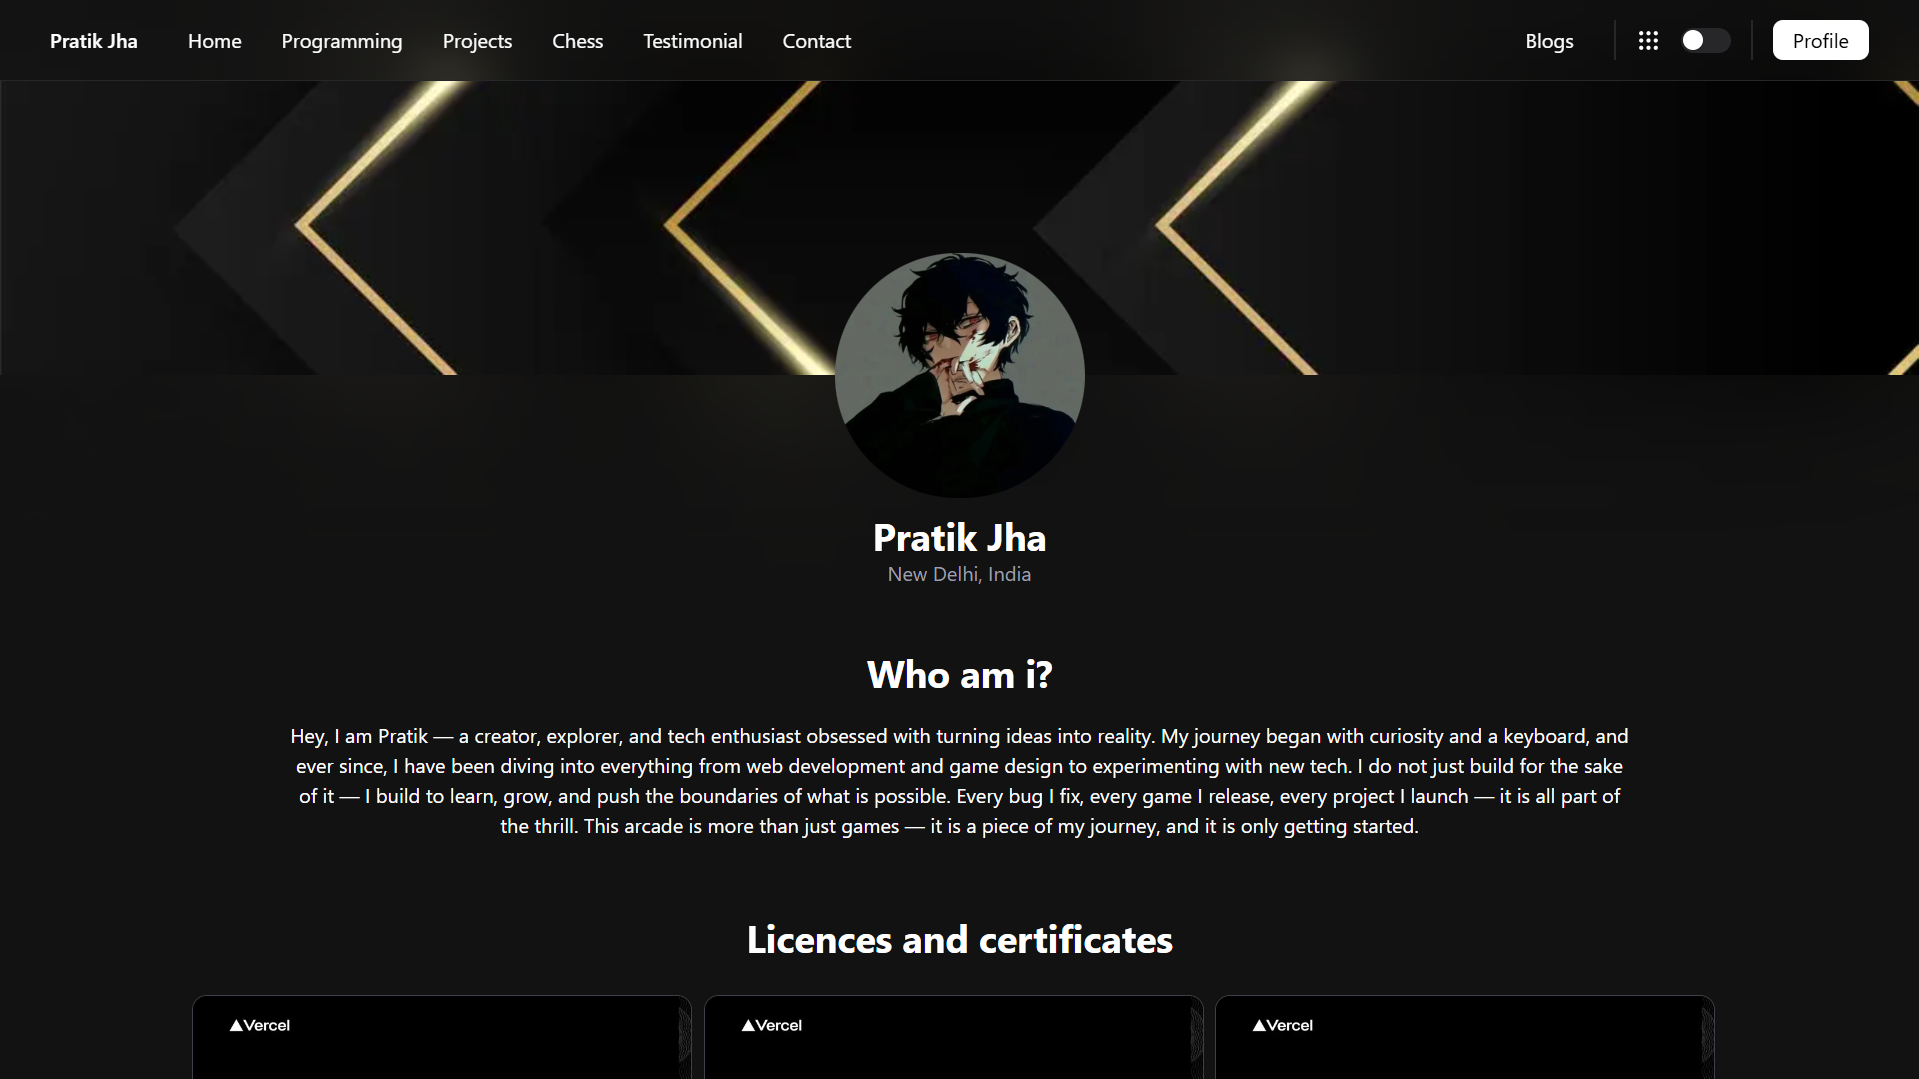 Pratik Jha Home Programming Projects Chess Testimonial Contact Blogs Profile
Pratik Jha
New Delhi, India
Who am i?
Hey, I am Pratik — a creator, explorer, and tech enthusiast obsessed with turning ideas into reality. My journey began with curiosity and a keyboard, and
ever since, I have been diving into everything from web development and game design to experimenting with new tech. I do not just build for the sake
of it — I build to learn, grow, and push the boundaries of what is possible. Every bug I fix, every game I release, every project I launch — it is all part of
the thrill. This arcade is more than just games — it is a piece of my journey, and it is only getting started.
Licences and certificates
Vercel Vercel Vercel